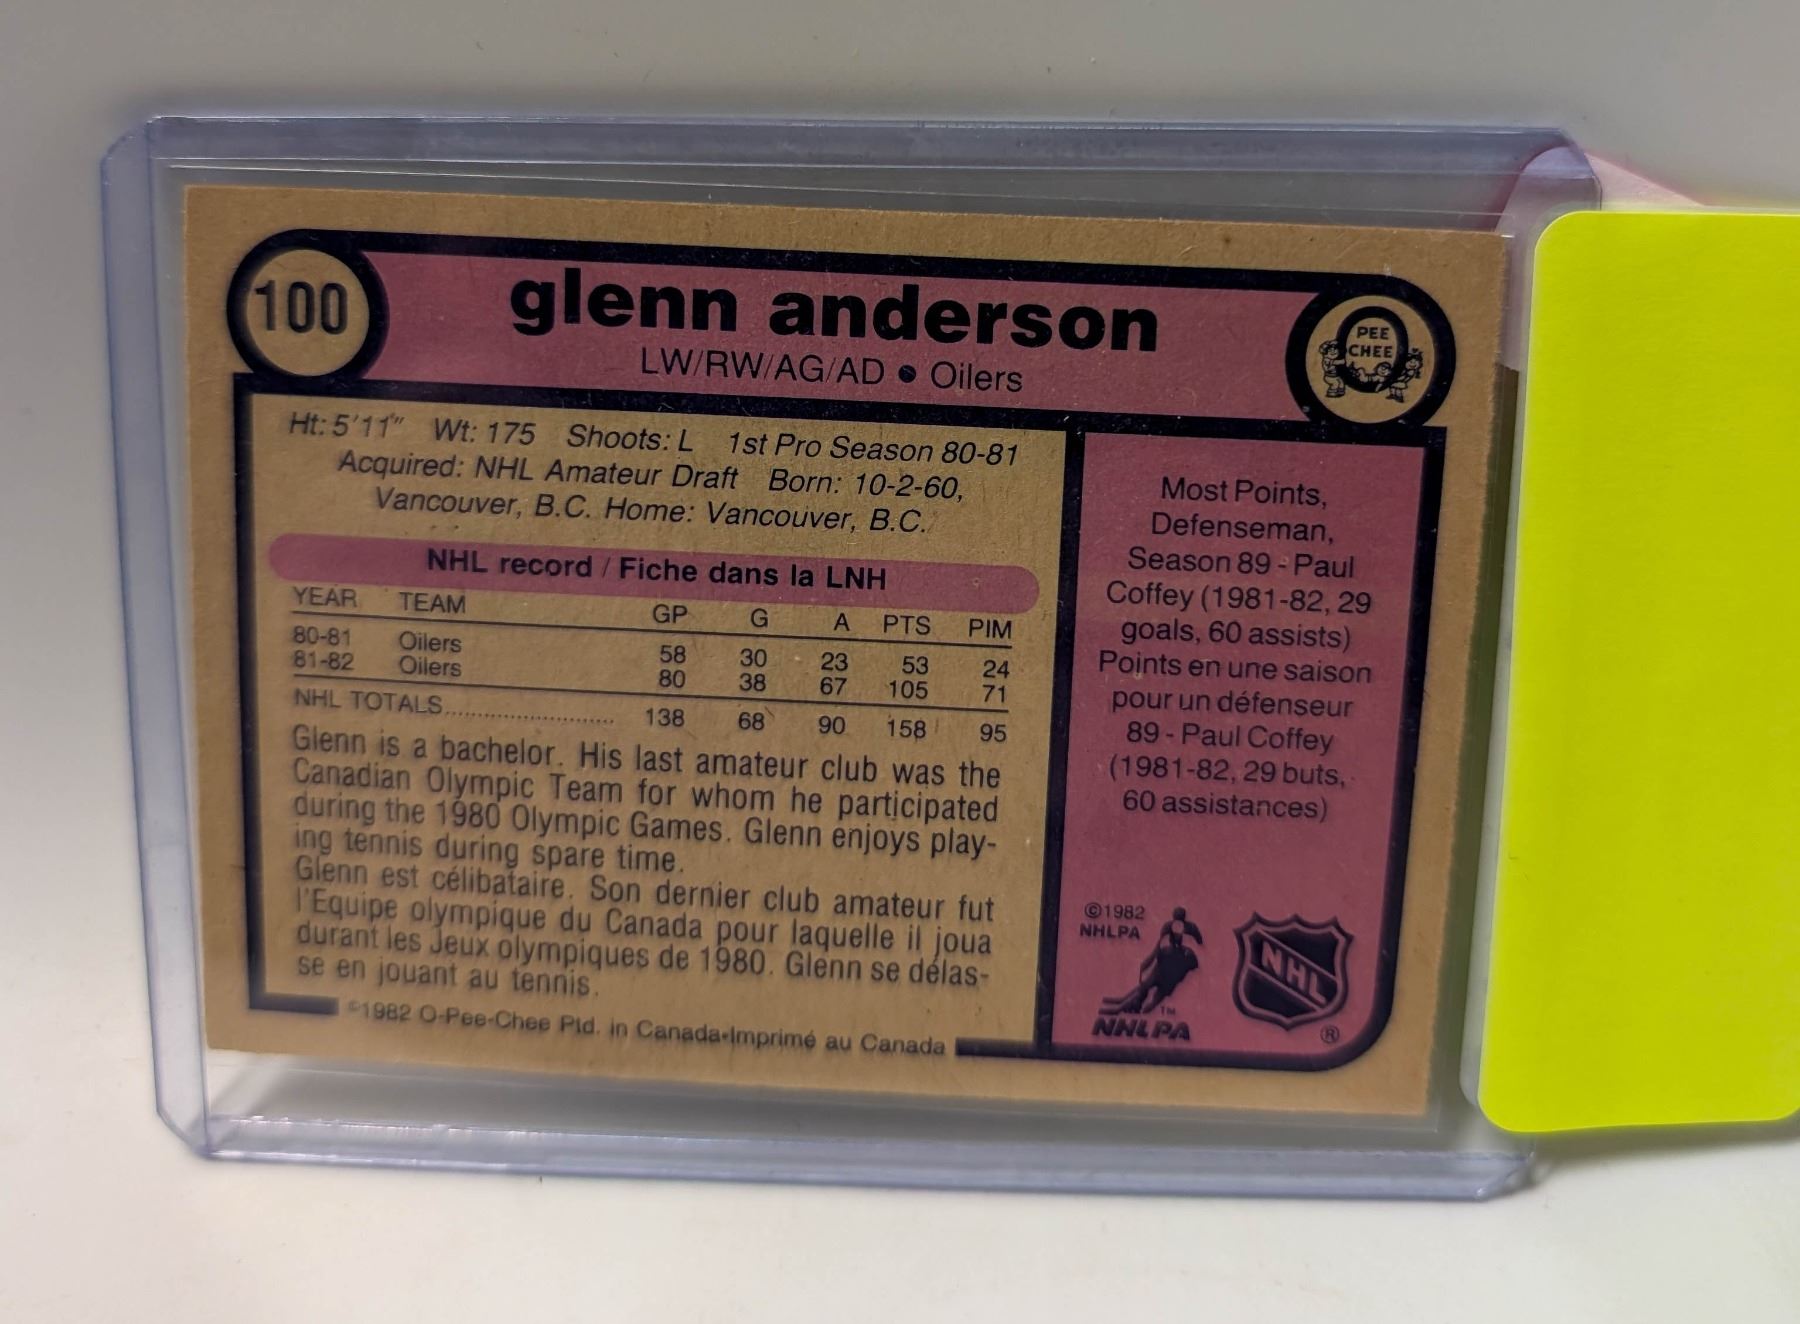 100
glenn anderson
LW/RW/AG/AD • Oilers
O
PEE
CHEE
Ht: 5'11" Wt: 175 Shoots: L 1st Pro Season 80-81
Acquired: NHL Amateur Draft Born: 10-2-60,
Vancouver, B.C. Home: Vancouver, B.C.
NHL record / Fiche dans la LNH
YEAR TEAM GP G A PTS PIM
80-81 Oilers 58 30 23 53 24
81-82 Oilers 80 38 67 105 71
NHL TOTALS........................... 138 68 90 158 95
Glenn is a bachelor. His last amateur club was the
Canadian Olympic Team for whom he participated
during the 1980 Olympic Games. Glenn enjoys play-
ing tennis during spare time.
Glenn est célibataire. Son dernier club amateur fut
l'Equipe olympique du Canada pour laquelle il joua
durant les Jeux olympiques de 1980. Glenn se délas-
se en jouant au tennis.
©1982 O-Pee-Chee Ptd. in Canada•Imprimé au Canada
Most Points,
Defenseman,
Season 89 - Paul
Coffey (1981-82, 29
goals, 60 assists)
Points en une saison
pour un défenseur
89 - Paul Coffey
(1981-82, 29 buts,
60 assistances)
©1982
NHLPA
TM
NHLPA
NHL
®